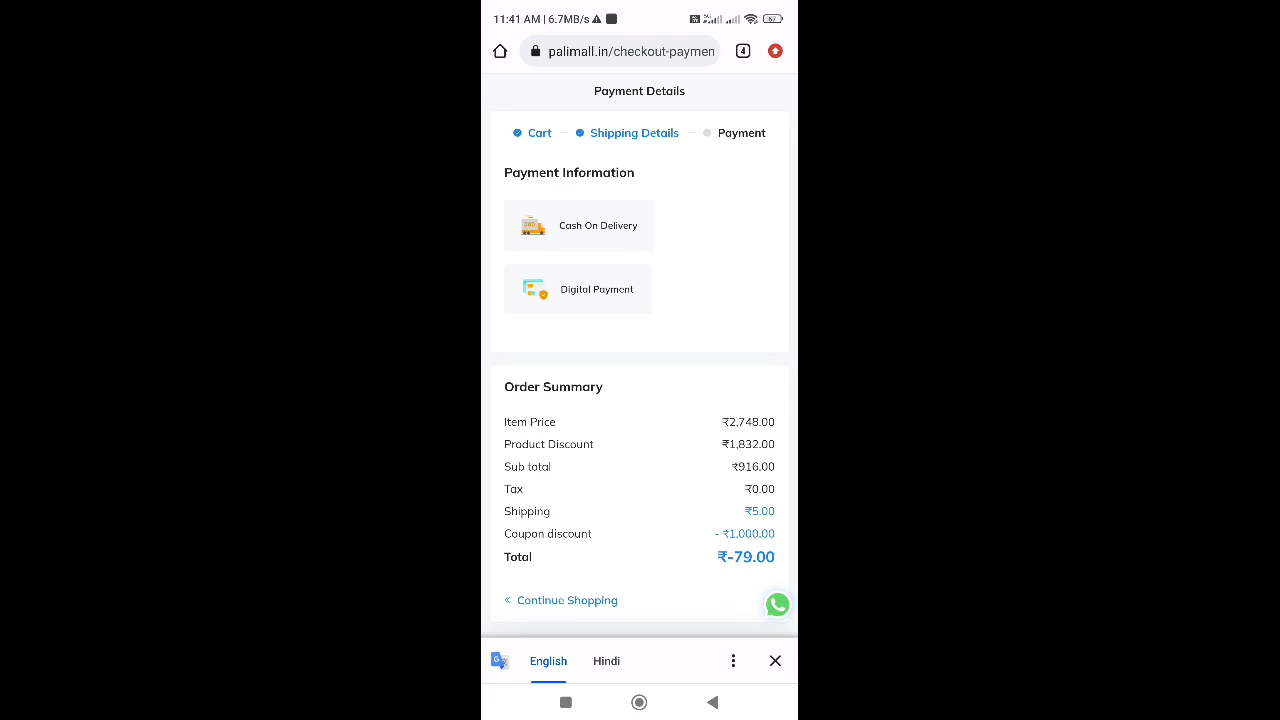 11:41 AM | 6.7MB/s
67
palimall.in/checkout-paymen
4
Payment Details
Cart
Shipping Details
Payment
Payment Information
COD
Cash On Delivery
Digital Payment
Order Summary
Item Price ₹2,748.00
Product Discount ₹1,832.00
Sub total ₹916.00
Tax ₹0.00
Shipping ₹5.00
Coupon discount - ₹1,000.00
Total ₹-79.00
« Continue Shopping
English Hindi